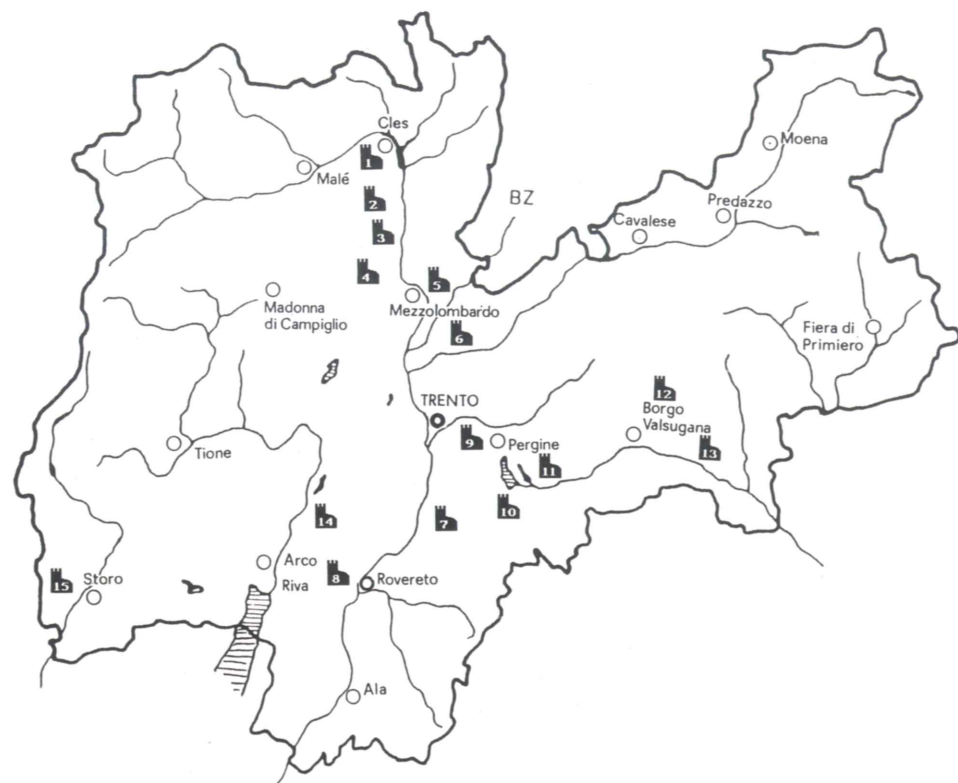 Cles
1
Malé
2
3
4
5
BZ
Moena
Predazzo
Cavalese
Madonna
di Campiglio
Mezzolombardo
6
Fiera di
Primiero
12
TRENTO
9
Pergine
Borgo
Valsugana
13
11
Tione
10
14
7
Arco
Riva
8
Rovereto
15
Storo
Ala